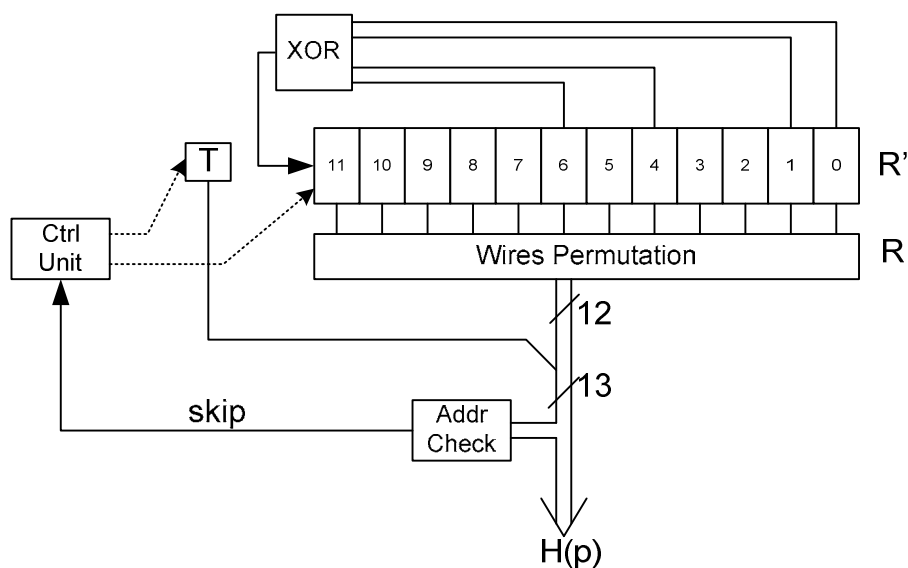 XOR
T
11 10 9 8 7 6 5 4 3 2 1 0
R'
Ctrl
Unit
Wires Permutation
R
12
13
skip
Addr
Check
H(p)